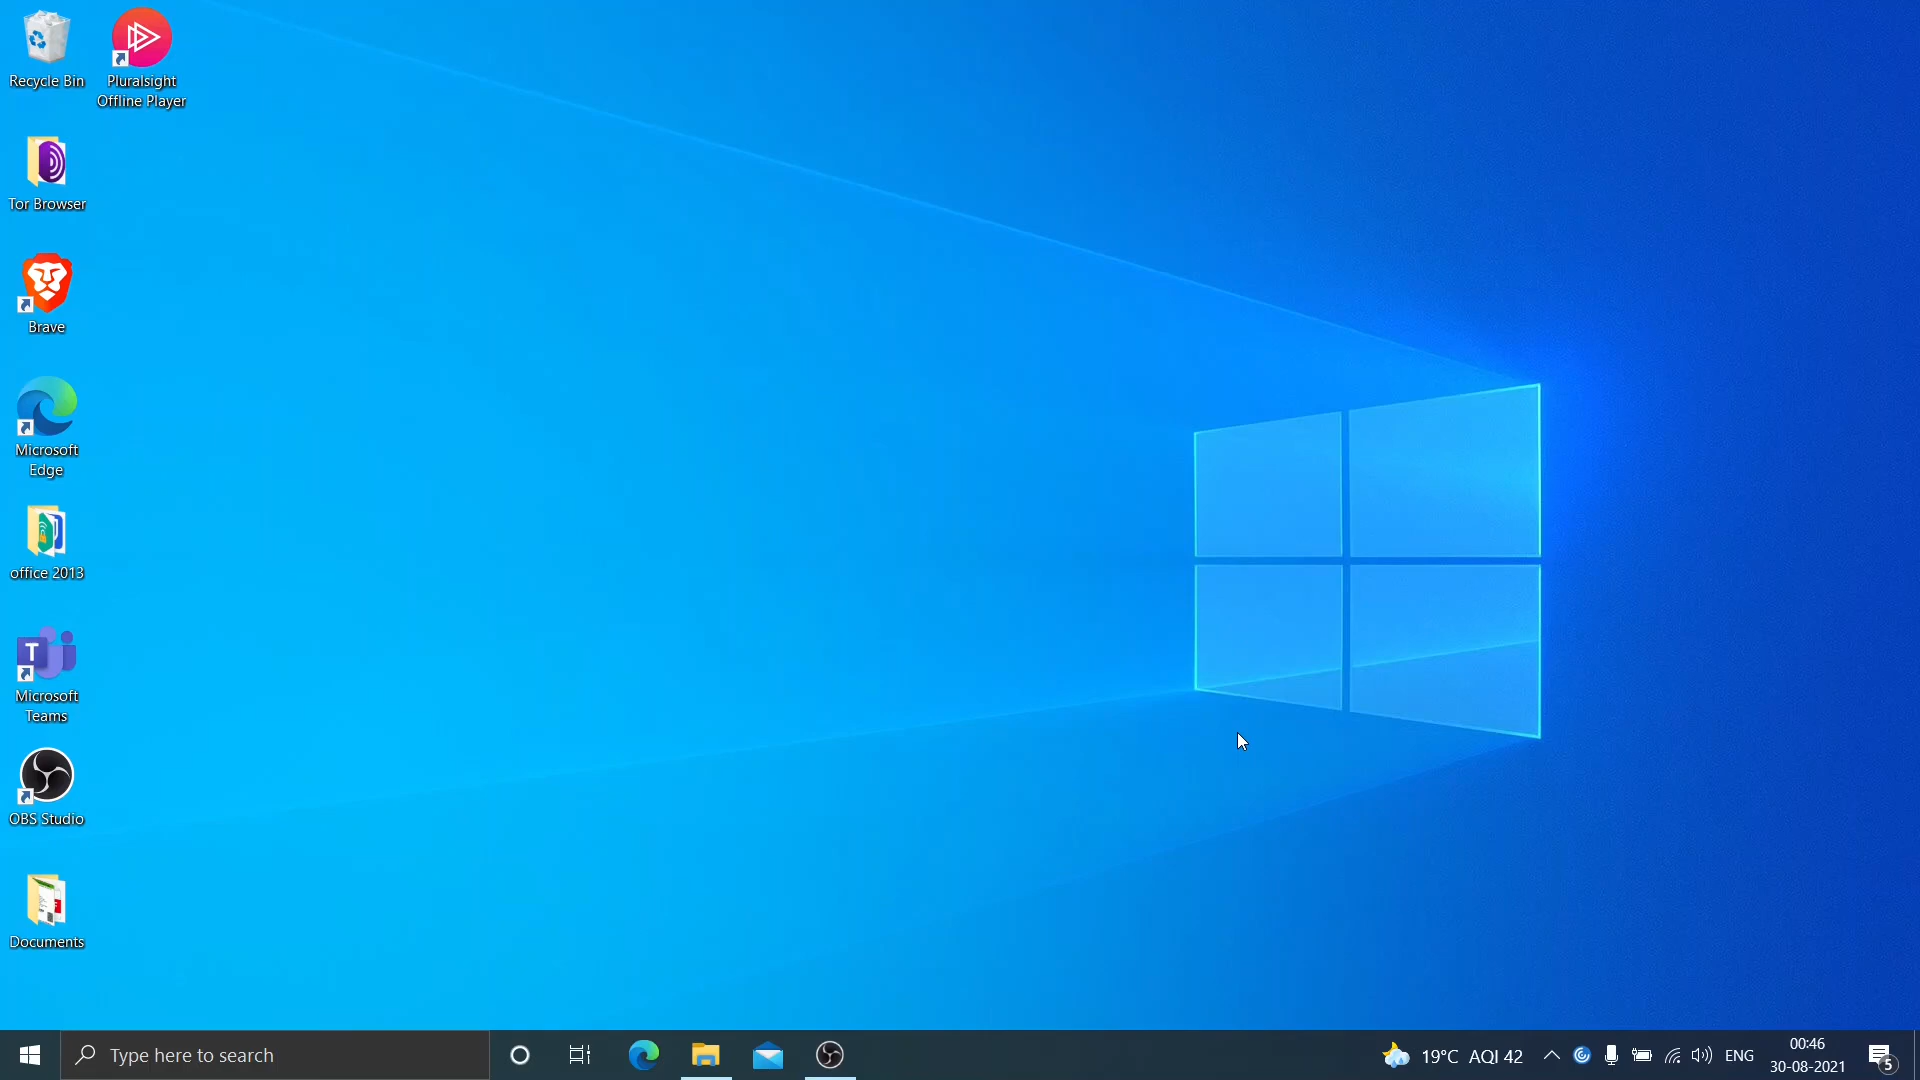 Recycle Bin
Pluralsight
Offline Player
Tor Browser
Brave
Microsoft
Edge
office 2013
T
Microsoft
Teams
OBS Studio
Documents
Type here to search
19°C AQI 42
ENG
00:46
30-08-2021
5